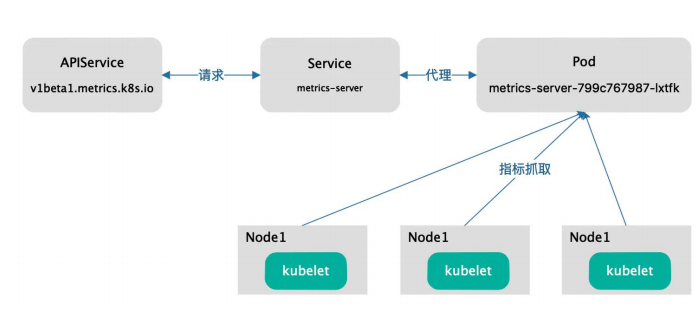 APIService
v1beta1.metrics.k8s.io
请求
Service
metrics-server
代理
Pod
metrics-server-799c767987-lxtfk
指标抓取
Node1
kubelet
Node1
kubelet
Node1
kubelet